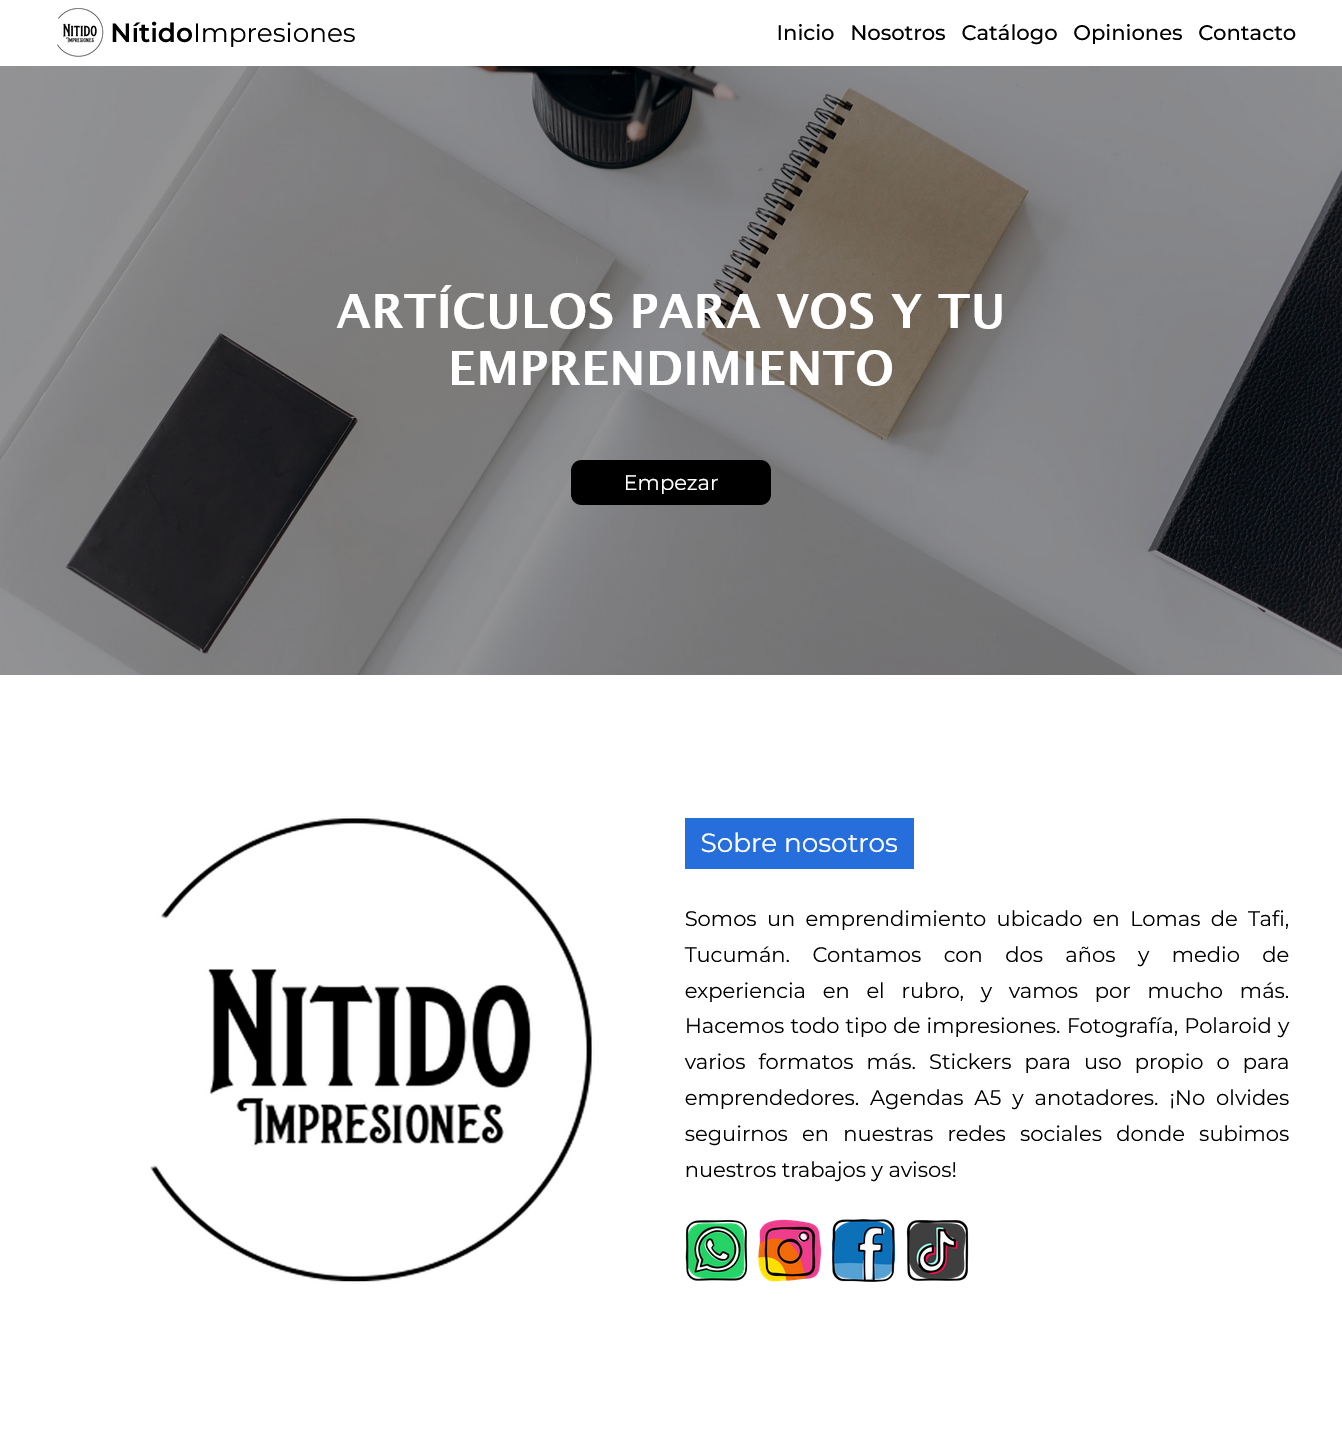 NITIDO
IMPRESIONES
NítidoImpresiones
Inicio Nosotros Catálogo Opiniones Contacto
ARTÍCULOS PARA VOS Y TU
EMPRENDIMIENTO
Empezar
NITIDO
IMPRESIONES
Sobre nosotros
Somos un emprendimiento ubicado en Lomas de Tafi,
Tucumán. Contamos con dos años y medio de
experiencia en el rubro, y vamos por mucho más.
Hacemos todo tipo de impresiones. Fotografía, Polaroid y
varios formatos más. Stickers para uso propio o para
emprendedores. Agendas A5 y anotadores. ¡No olvides
seguirnos en nuestras redes sociales donde subimos
nuestros trabajos y avisos!